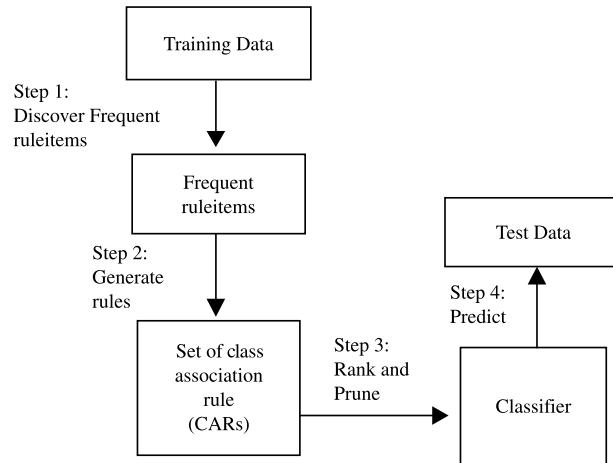 Training Data
Step 1:
Discover Frequent
ruleitems
Frequent
ruleitems
Step 2:
Generate
rules
Set of class
association
rule
(CARs)
Step 3:
Rank and
Prune
Test Data
Step 4:
Predict
Classifier